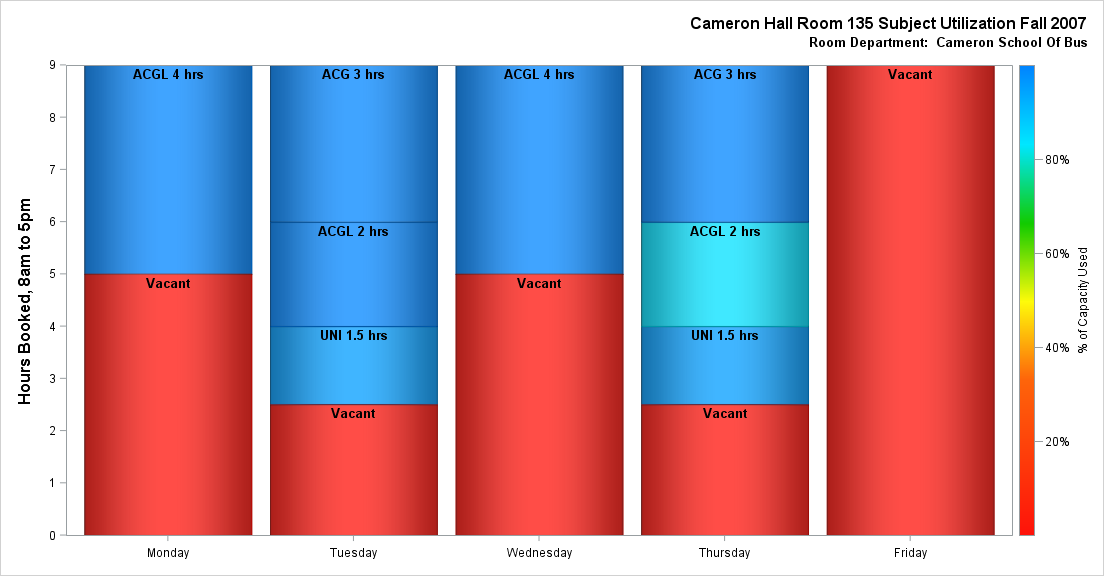 Cameron Hall Room 135 Subject Utilization Fall 2007
Room Department:  Cameron School Of Bus
Hours Booked, 8am to 5pm
9
8
7
6
5
4
3
2
1
0
ACGL 4 hrs
Vacant
ACG 3 hrs
ACGL 2 hrs
UNI 1.5 hrs
Vacant
ACGL 4 hrs
Vacant
ACG 3 hrs
ACGL 2 hrs
UNI 1.5 hrs
Vacant
Vacant
Monday
Tuesday
Wednesday
Thursday
Friday
80%
60%
40%
20%
% of Capacity Used